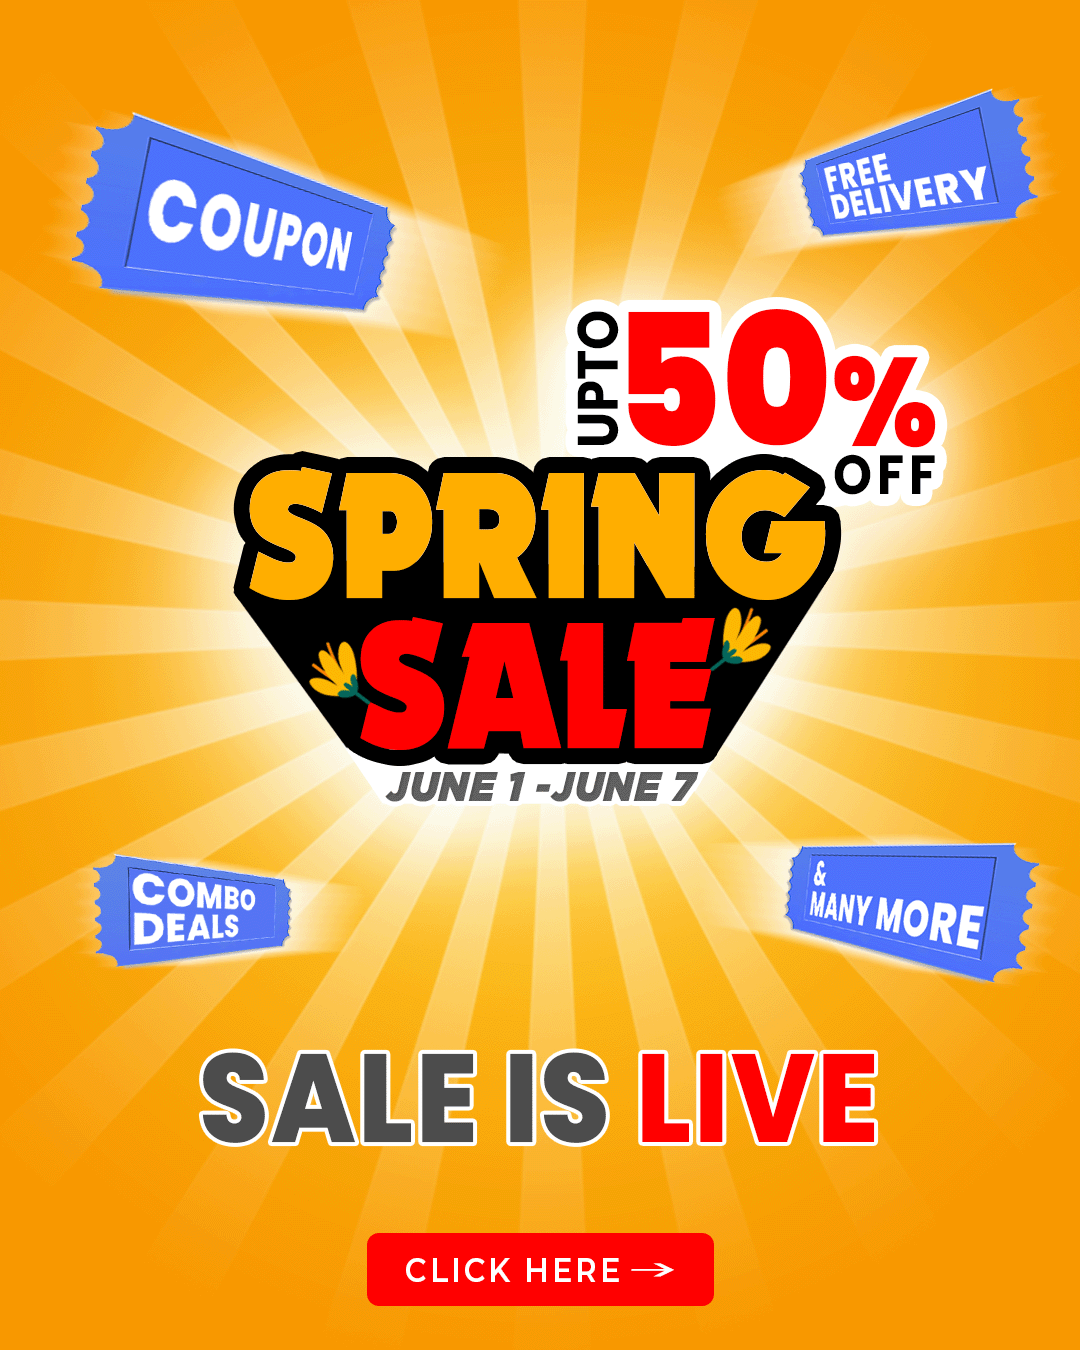 COUPON
FREE
DELIVERY
UPTO
50%
OFF
SPRING
SALE
JUNE 1 -JUNE 7
COMBO
DEALS
&
MANY MORE
SALE IS LIVE
CLICK HERE